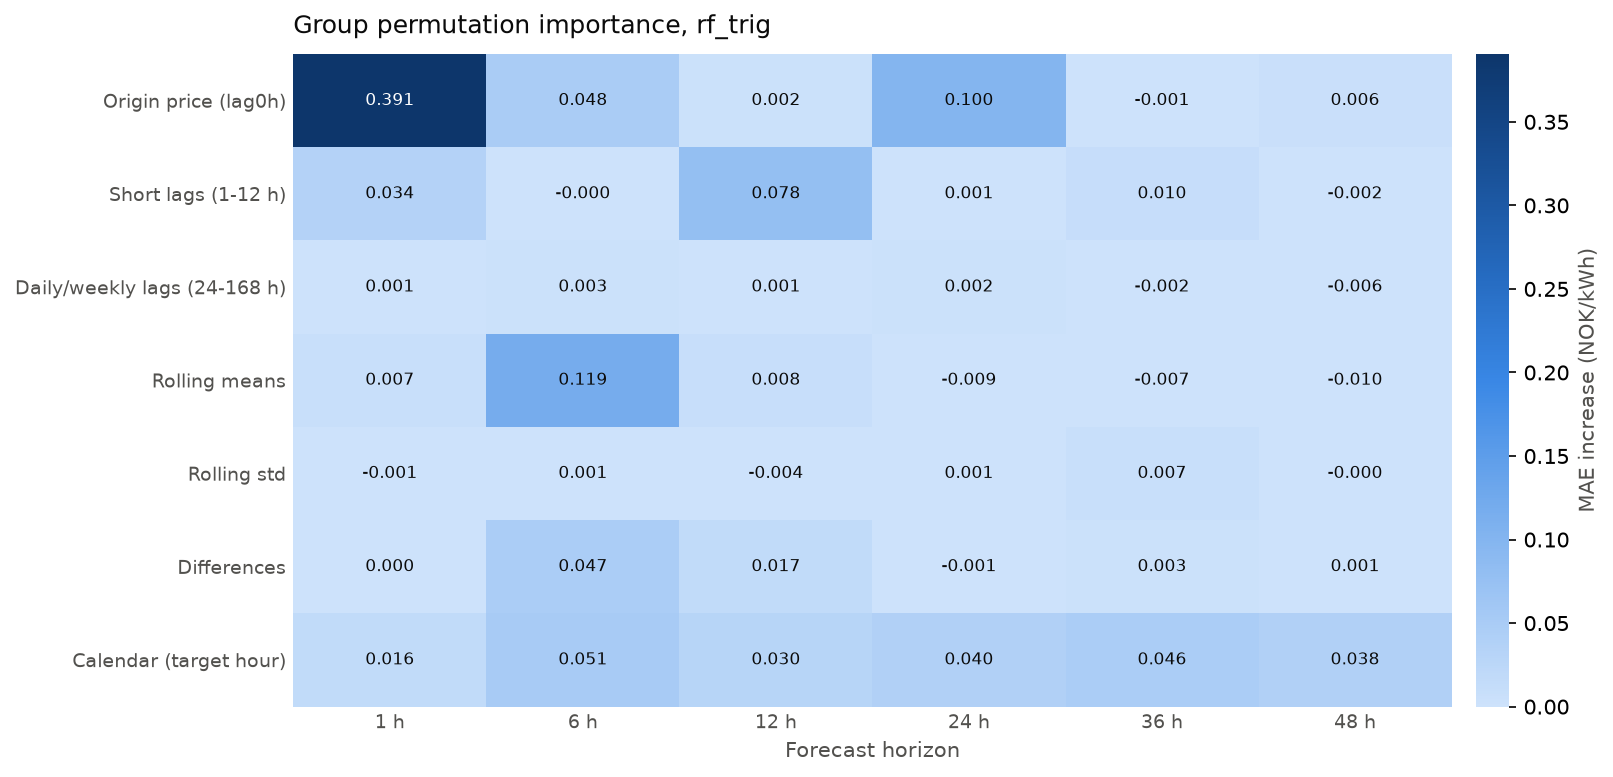 Group permutation importance, rf_trig
Origin price (lag0h) 0.391 0.048 0.002 0.100 -0.001 0.006
Short lags (1-12 h) 0.034 -0.000 0.078 0.001 0.010 -0.002
Daily/weekly lags (24-168 h) 0.001 0.003 0.001 0.002 -0.002 -0.006
Rolling means 0.007 0.119 0.008 -0.009 -0.007 -0.010
Rolling std -0.001 0.001 -0.004 0.001 0.007 -0.000
Differences 0.000 0.047 0.017 -0.001 0.003 0.001
Calendar (target hour) 0.016 0.051 0.030 0.040 0.046 0.038
1 h 6 h 12 h 24 h 36 h 48 h
Forecast horizon
0.35
0.30
0.25
0.20
0.15
0.10
0.05
0.00
MAE increase (NOK/kWh)